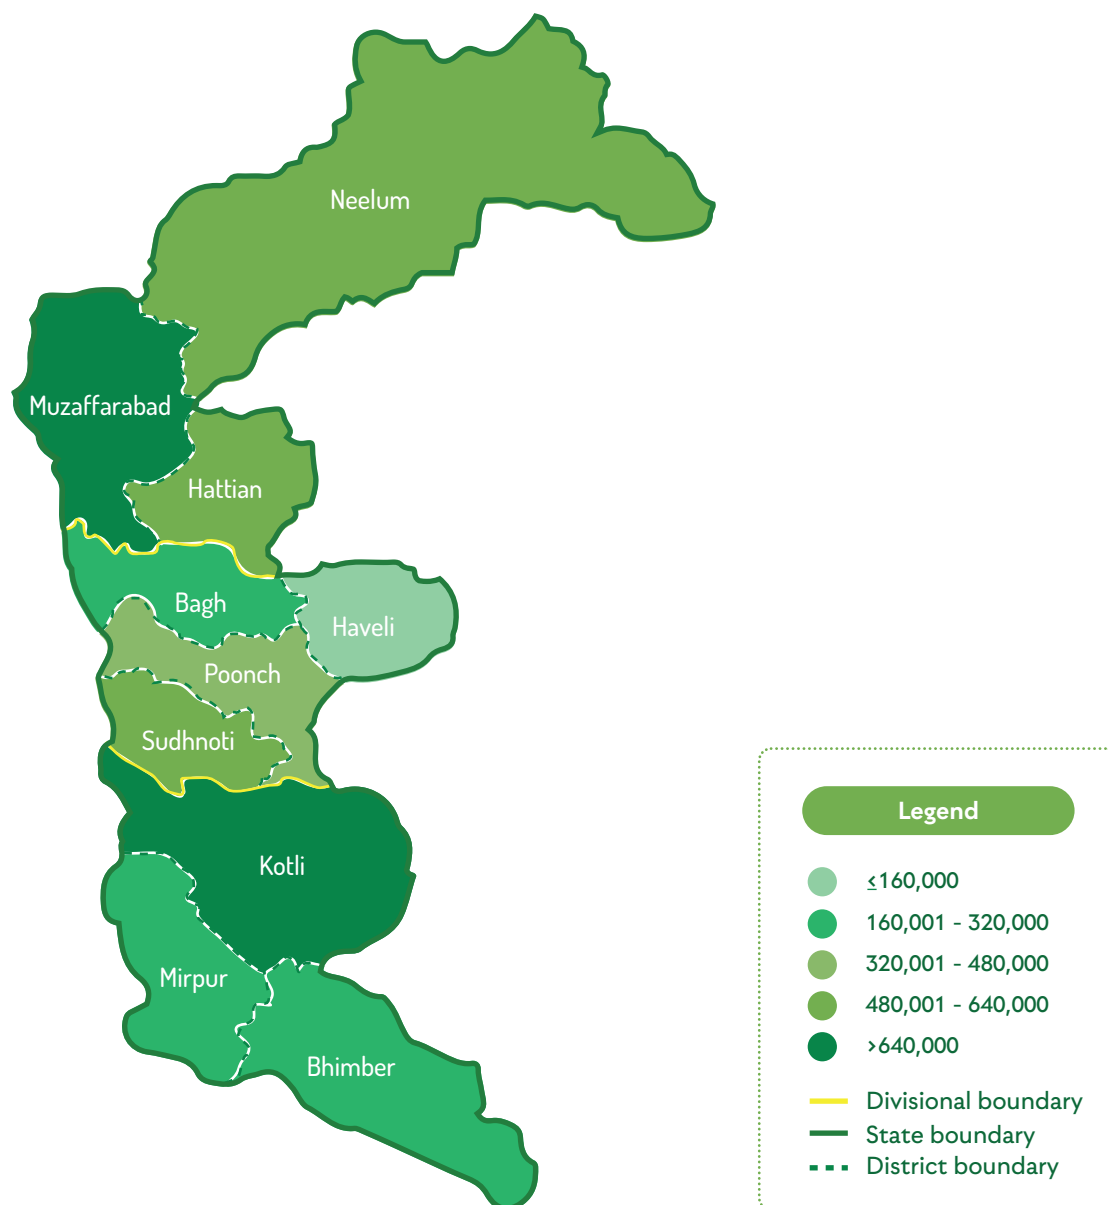 Neelum
Muzaffarabad
Hattian
Bagh
Haveli
Poonch
Sudhnoti
Kotli
Mirpur
Bhimber
Legend
≤160,000
160,001 - 320,000
320,001 - 480,000
480,001 - 640,000
>640,000
Divisional boundary
State boundary
District boundary